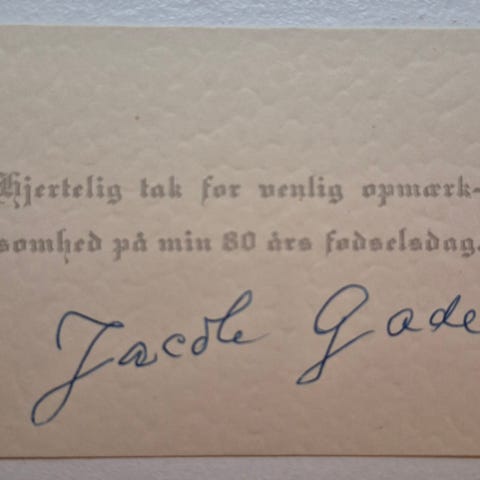 Hjertelig tak for venlig opmærk-
somhed på min 80 års fødselsdag.
Jacob Gade